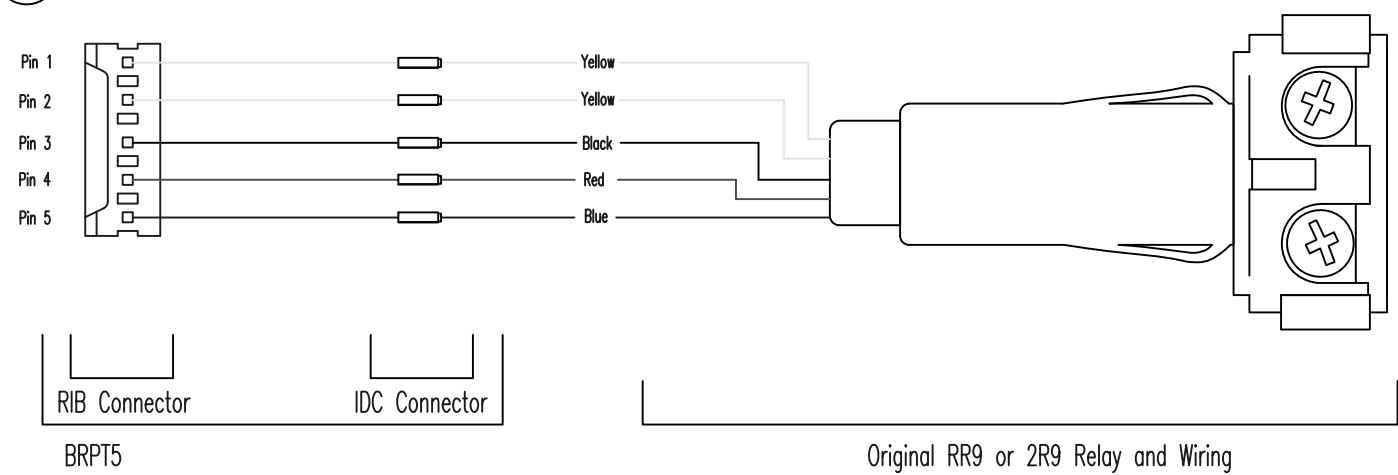 Pin 1 Yellow
Pin 2 Yellow
Pin 3 Black
Pin 4 Red
Pin 5 Blue
RIB Connector IDC Connector
BRPT5 Original RR9 or 2R9 Relay and Wiring